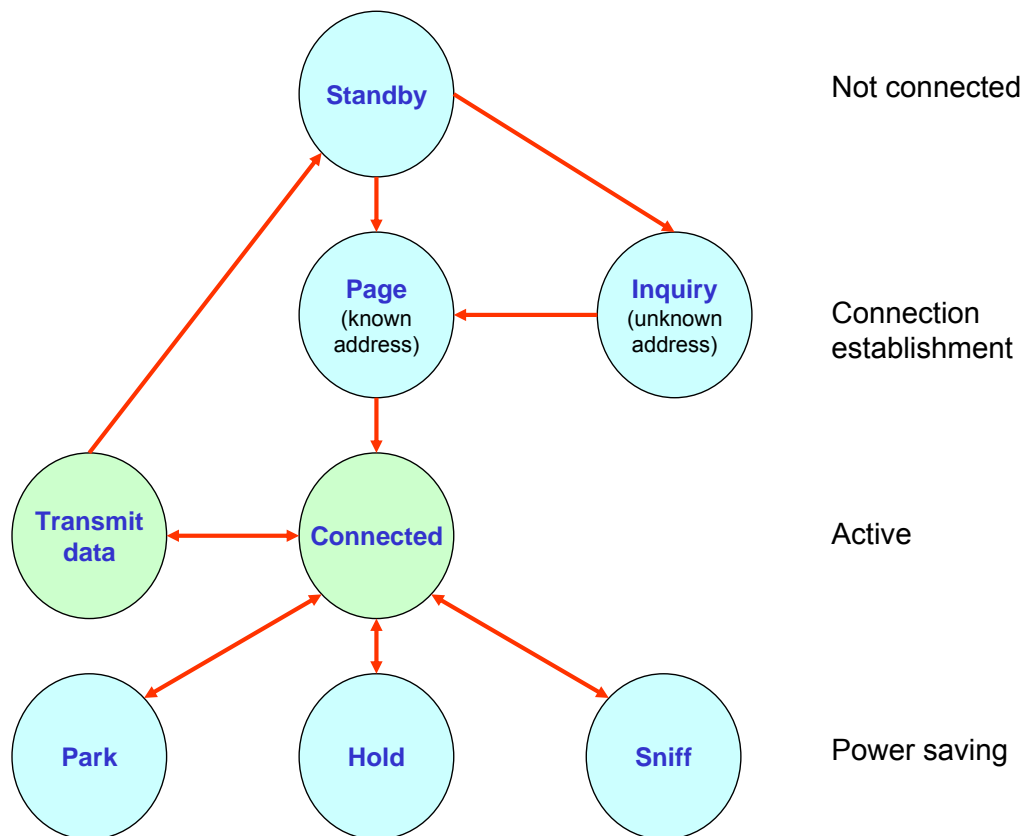 Standby
Not connected
Page
(known
address)
Inquiry
(unknown
address)
Connection
establishment
Transmit
data
Connected
Active
Park
Hold
Sniff
Power saving